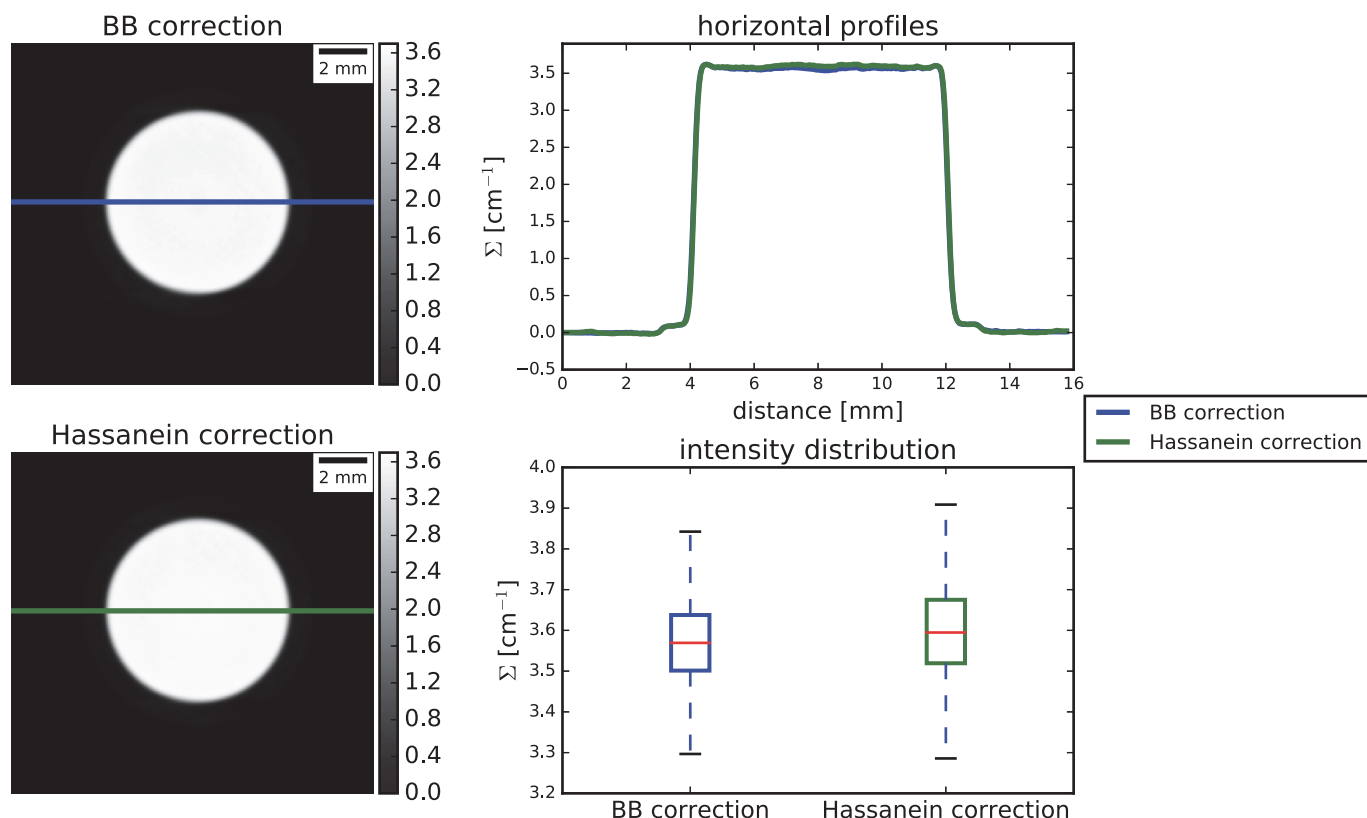 BB correction
2 mm
3.6
3.2
2.8
2.4
2.0
1.6
1.2
0.8
0.4
0.0
horizontal profiles
Σ [cm⁻¹]
3.5
3.0
2.5
2.0
1.5
1.0
0.5
0.0
−0.5
0 2 4 6 8 10 12 14 16
distance [mm]
BB correction
Hassanein correction
Hassanein correction
2 mm
3.6
3.2
2.8
2.4
2.0
1.6
1.2
0.8
0.4
0.0
intensity distribution
Σ [cm⁻¹]
4.0
3.9
3.8
3.7
3.6
3.5
3.4
3.3
3.2
BB correction Hassanein correction